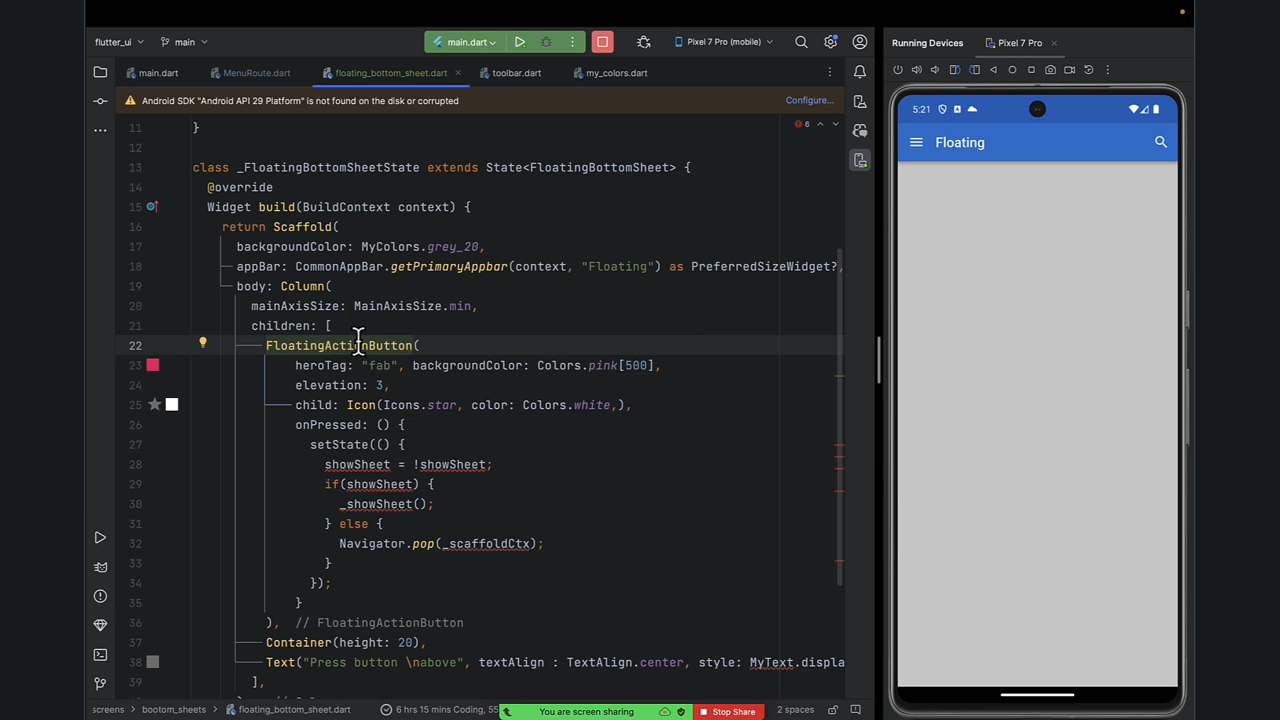 flutter_ui
main
main.dart
Pixel 7 Pro (mobile)
Running Devices
Pixel 7 Pro
main.dart
MenuRoute.dart
floating_bottom_sheet.dart
toolbar.dart
my_colors.dart
Android SDK "Android API 29 Platform" is not found on the disk or corrupted
Configure...
6
11 }
12
13 class _FloatingBottomSheetState extends State<FloatingBottomSheet> {
14 @override
15 Widget build(BuildContext context) {
16 return Scaffold(
17 backgroundColor: MyColors.grey_20,
18 appBar: CommonAppBar.getPrimaryAppbar(context, "Floating") as PreferredSizeWidget?,
19 body: Column(
20 mainAxisSize: MainAxisSize.min,
21 children: [
22 FloatingActionButton(
23 heroTag: "fab", backgroundColor: Colors.pink[500],
24 elevation: 3,
25 child: Icon(Icons.star, color: Colors.white,),
26 onPressed: () {
27 setState(() {
28 showSheet = !showSheet;
29 if(showSheet) {
30 _showSheet();
31 } else {
32 Navigator.pop(_scaffoldCtx);
33 }
34 });
35 }
36 ), // FloatingActionButton
37 Container(height: 20),
38 Text("Press button \nabove", textAlign : TextAlign.center, style: MyText.displa
39 ],
5:21
Floating
screens
bootom_sheets
floating_bottom_sheet.dart
6 hrs 15 mins Coding, 55
You are screen sharing
Stop Share
2 spaces